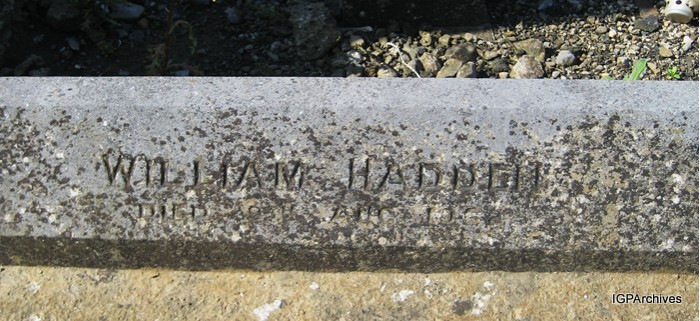 WILLIAM HADDEN
DIED AUG.
IGPArchives